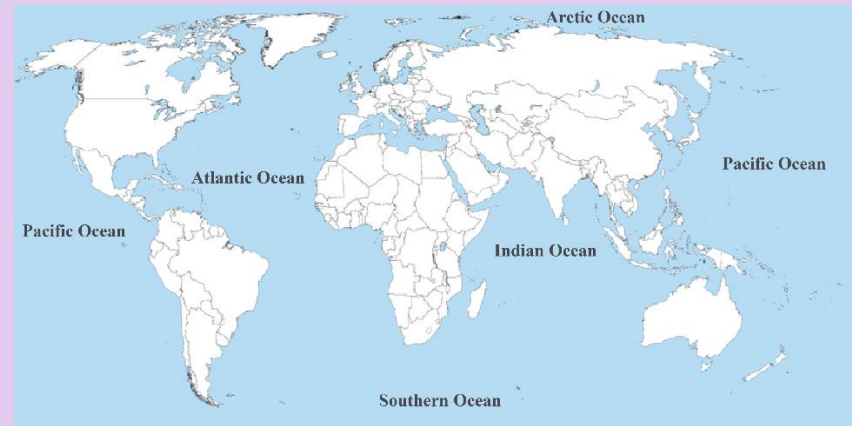 Arctic Ocean
Pacific Ocean
Atlantic Ocean
Pacific Ocean
Indian Ocean
Southern Ocean